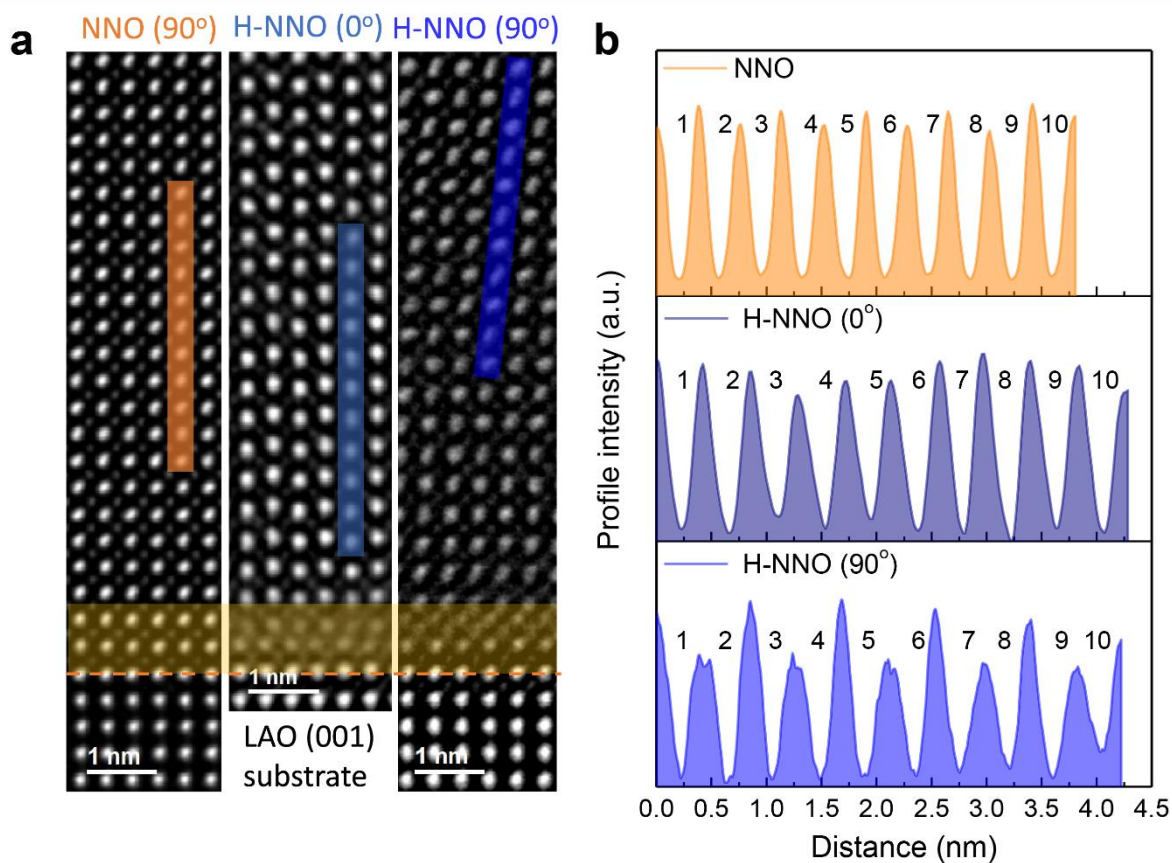 a
NNO (90°) H-NNO (0°) H-NNO (90°)
1 nm
1 nm
1 nm
LAO (001)
substrate
b
NNO
1 2 3 4 5 6 7 8 9 10
H-NNO (0°)
1 2 3 4 5 6 7 8 9 10
H-NNO (90°)
1 2 3 4 5 6 7 8 9 10
Profile intensity (a.u.)
0.0 0.5 1.0 1.5 2.0 2.5 3.0 3.5 4.0 4.5
Distance (nm)